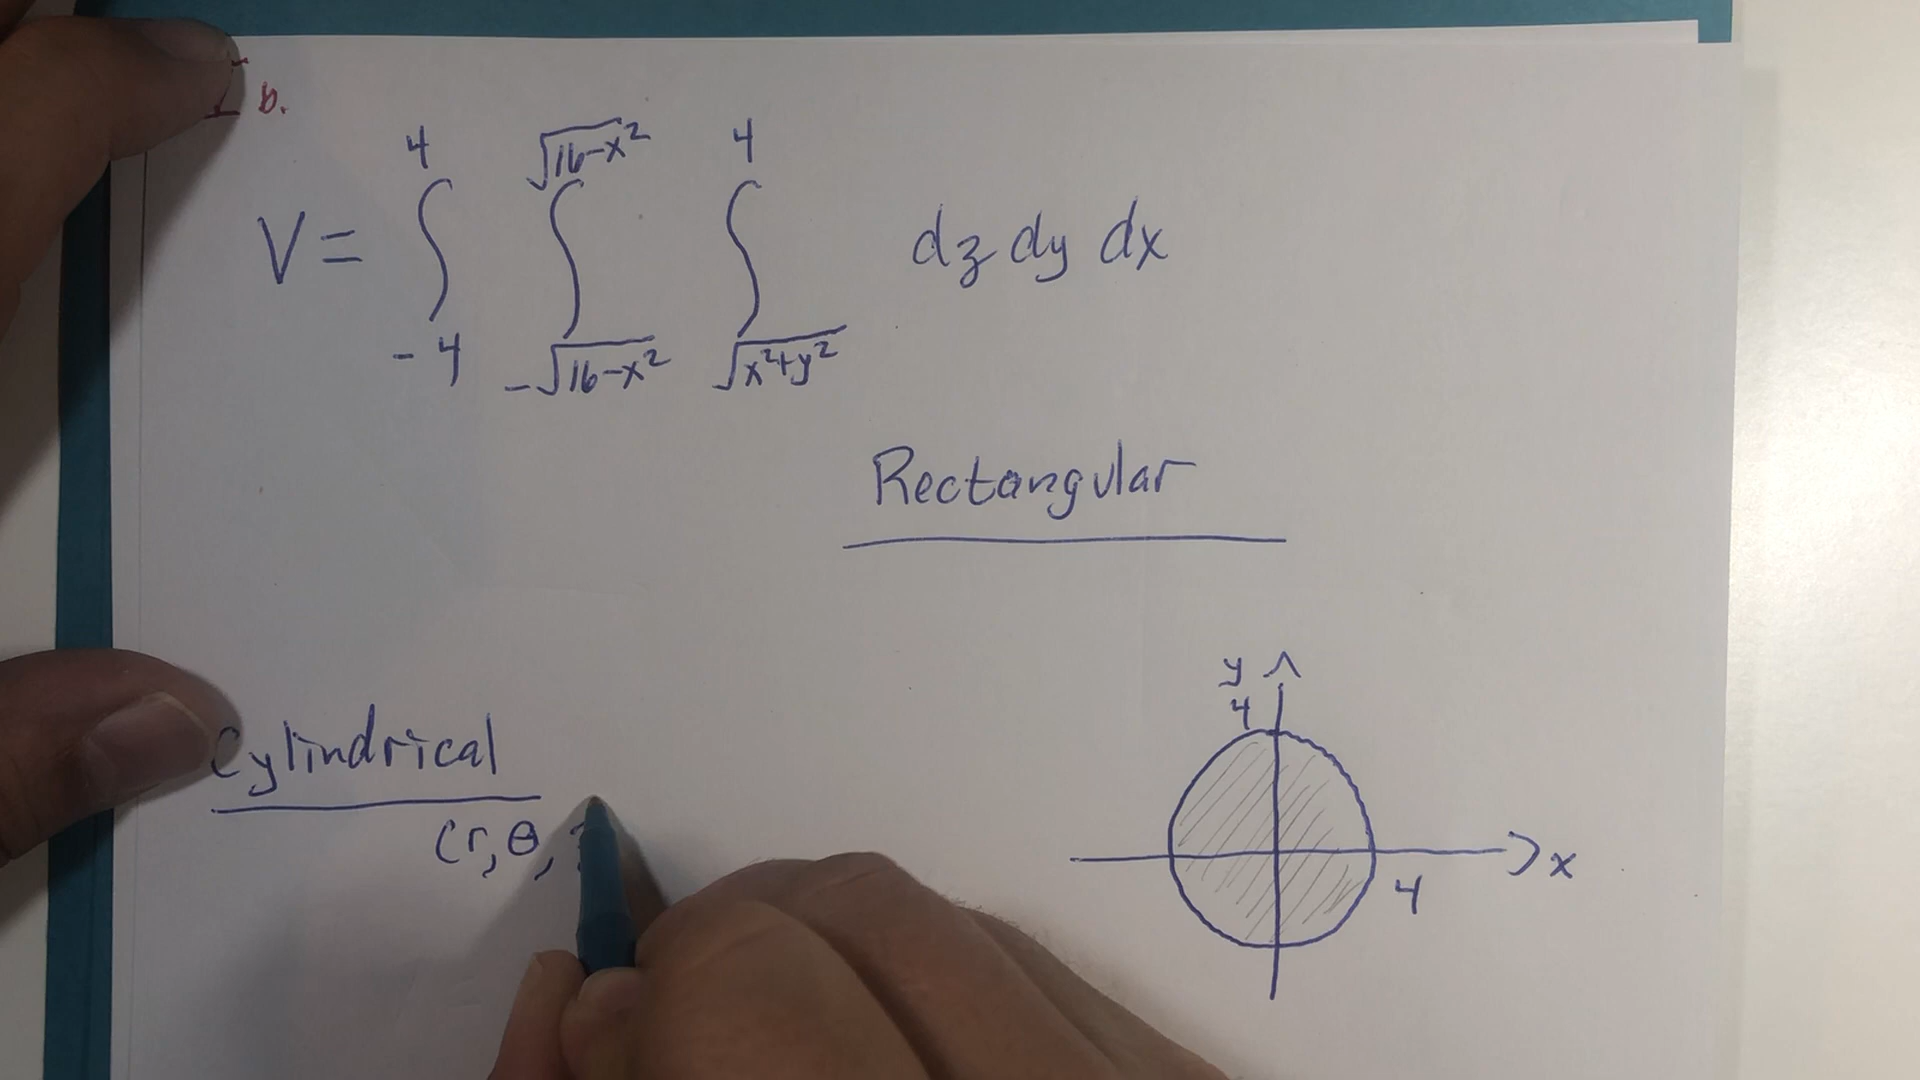 b.
V = ∫_{-4}^{4} ∫_{-√(16-x²)}^{√(16-x²)} ∫_{√(x²+y²)}^{4} dz dy dx
Rectangular
y
4
Cylindrical
(r, θ,
x
4